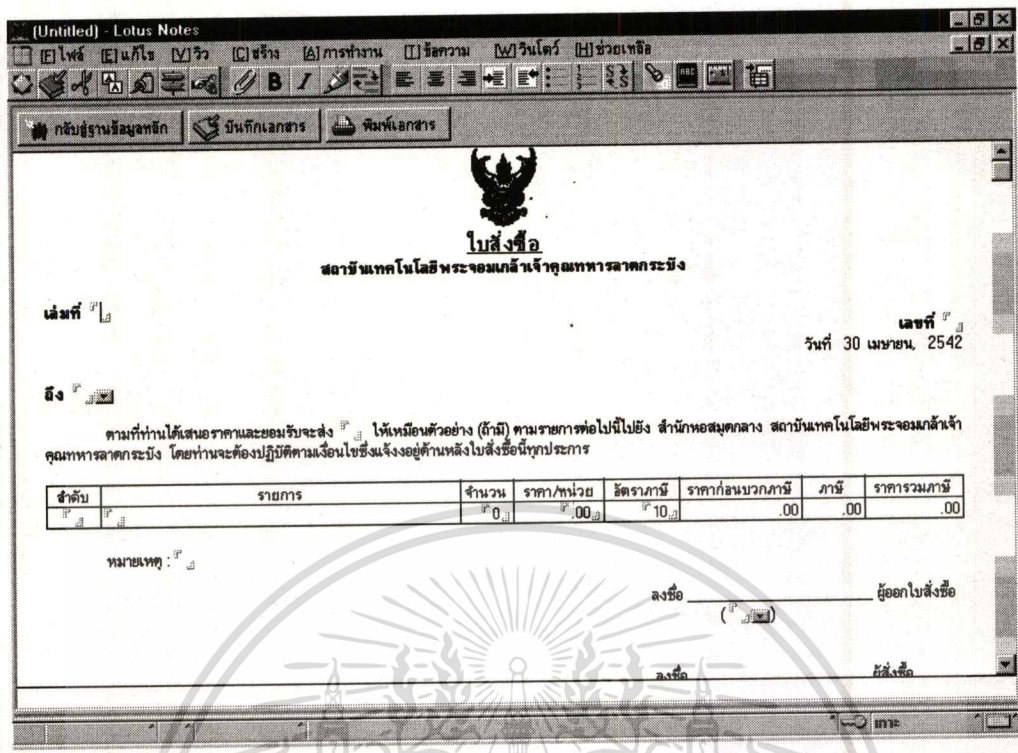 (Untitled) - Lotus Notes
[F]ไฟล์ [E]แก้ไข [V]วิว [C]สร้าง [A]การทำงาน [T]ข้อความ [W]วินโดว์ [H]ช่วยเหลือ
กลับสู่ฐานข้อมูลหลัก บันทึกเอกสาร พิมพ์เอกสาร
ใบสั่งซื้อ
สถาบันเทคโนโลยีพระจอมเกล้าเจ้าคุณทหารลาดกระบัง
เล่มที่
เลขที่
วันที่ 30 เมษายน, 2542
ถึง
ตามที่ท่านได้เสนอราคาและยอมรับจะส่ง ให้เหมือนตัวอย่าง (ถ้ามี) ตามรายการต่อไปนี้ไปยัง สำนักหอสมุดกลาง สถาบันเทคโนโลยีพระจอมเกล้าเจ้า
คุณทหารลาดกระบัง โดยท่านจะต้องปฏิบัติตามเงื่อนไขซึ่งแจ้งอยู่ด้านหลังใบสั่งซื้อนี้ทุกประการ
ลำดับ รายการ จำนวน ราคา/หน่วย อัตราภาษี ราคาก่อนบวกภาษี ภาษี ราคารวมภาษี
0 .00 10 .00 .00 .00
หมายเหตุ :
ลงชื่อ ผู้ออกใบสั่งซื้อ
( )
ลงชื่อ ผู้สั่งซื้อ
เกาะ